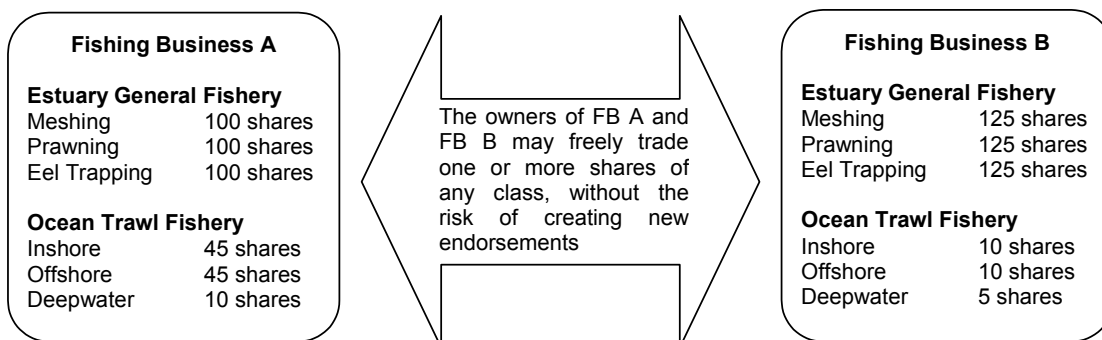 Fishing Business A
Estuary General Fishery
Meshing 100 shares
Prawning 100 shares
Eel Trapping 100 shares
Ocean Trawl Fishery
Inshore 45 shares
Offshore 45 shares
Deepwater 10 shares
The owners of FB A and
FB B may freely trade
one or more shares of
any class, without the
risk of creating new
endorsements
Fishing Business B
Estuary General Fishery
Meshing 125 shares
Prawning 125 shares
Eel Trapping 125 shares
Ocean Trawl Fishery
Inshore 10 shares
Offshore 10 shares
Deepwater 5 shares